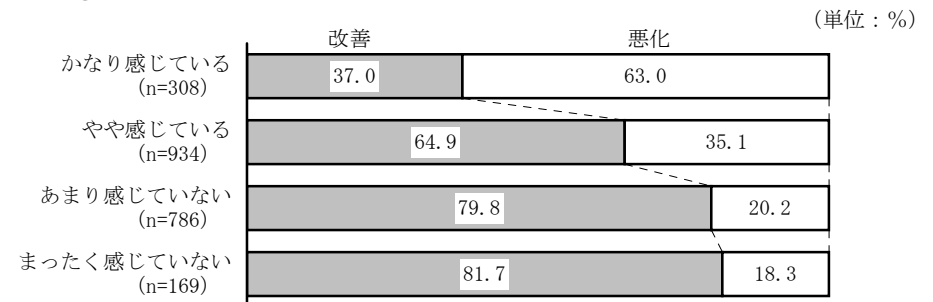 (単位:%)
改善 悪化
かなり感じている
(n=308)
37.0 63.0
やや感じている
(n=934)
64.9 35.1
あまり感じていない
(n=786)
79.8 20.2
まったく感じていない
(n=169)
81.7 18.3